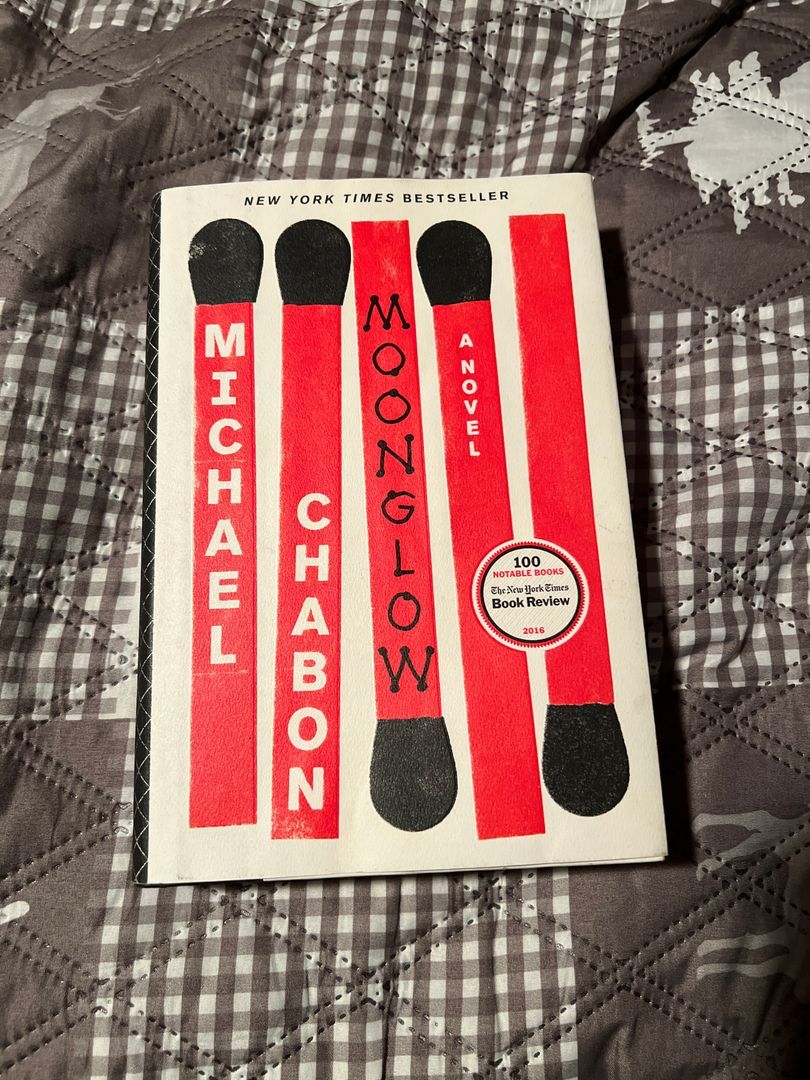 NEW YORK TIMES BESTSELLER
MICHAEL
CHABON
MOONGLOW
A NOVEL
100
NOTABLE BOOKS
The New York Times
Book Review
2016